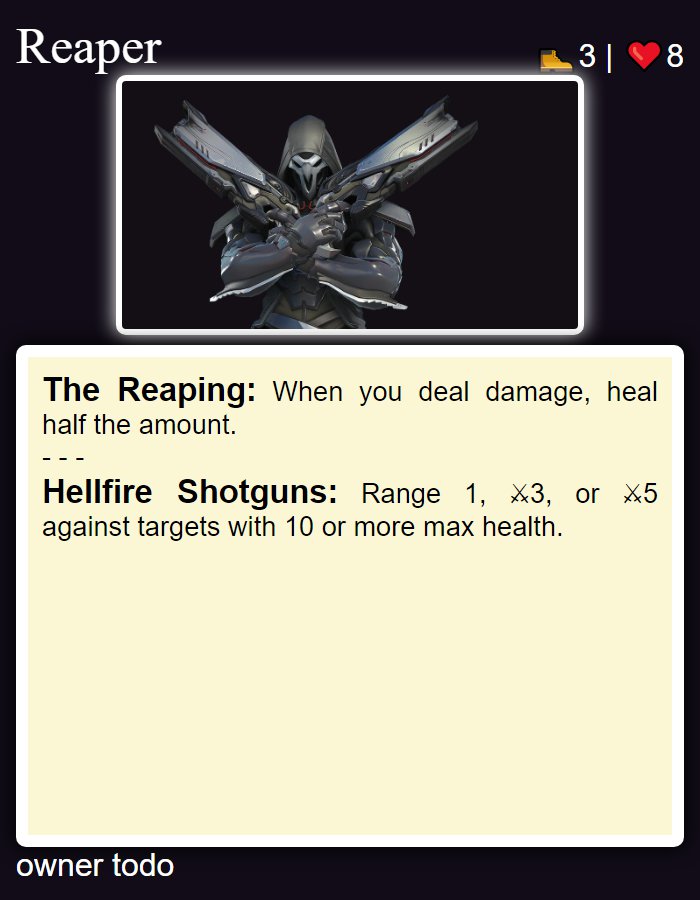 Reaper
🥾3 | ❤️8
The Reaping: When you deal damage, heal
half the amount.
- - -
Hellfire Shotguns: Range 1, ⚔3, or ⚔5
against targets with 10 or more max health.
owner todo